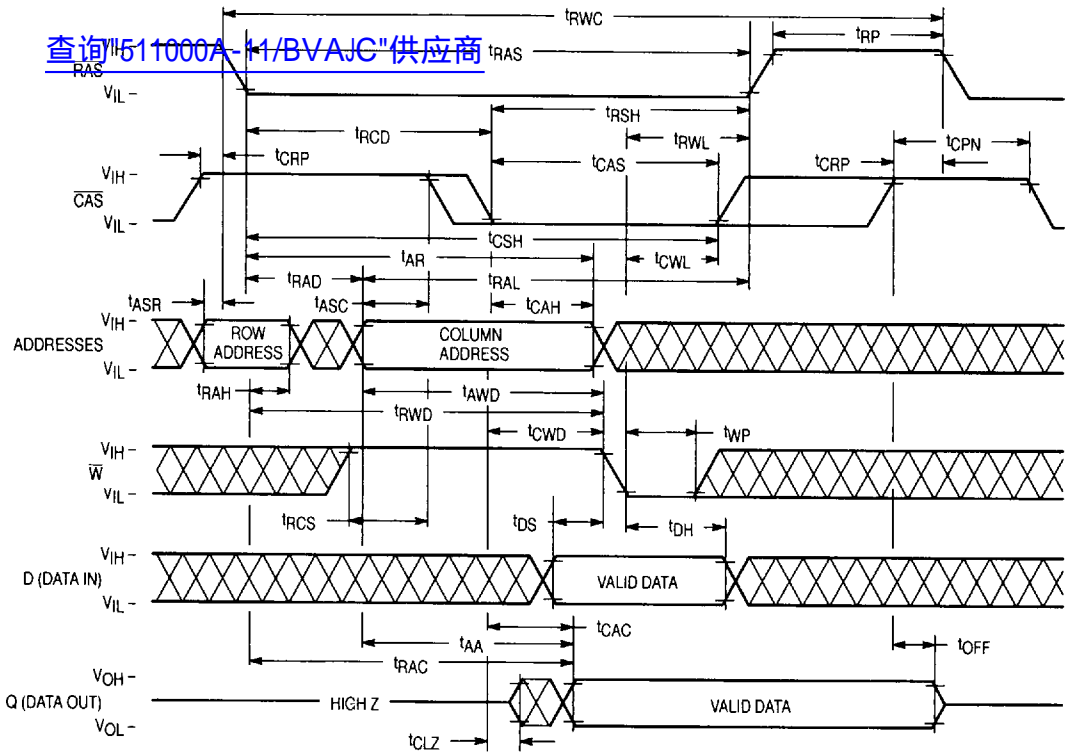 tRWC
tRP
查询"511000A-11/BVAJC"供应商
VIH –
tRAS
RAS
VIL –
tRSH
tRCD
tRWL
tCPN
tCRP
tCAS
tCRP
VIH –
CAS
VIL –
tCSH
tAR
tCWL
tRAD
tRAL
tASR
tASC
tCAH
VIH –
ADDRESSES
ROW
ADDRESS
COLUMN
ADDRESS
VIL –
tRAH
tAWD
tRWD
tCWD
tWP
VIH –
W
VIL –
tRCS
tDS
tDH
VIH –
D (DATA IN)
VALID DATA
VIL –
tCAC
tAA
tOFF
tRAC
VOH –
Q (DATA OUT)
HIGH Z
VALID DATA
VOL –
tCLZ